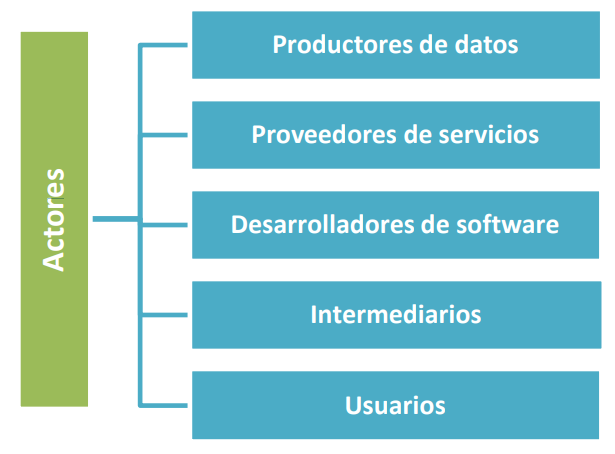 Actores
Productores de datos
Proveedores de servicios
Desarrolladores de software
Intermediarios
Usuarios